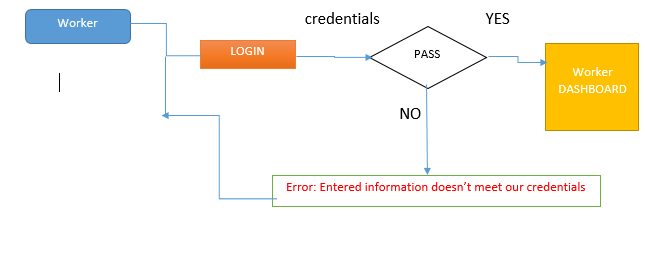 Worker
LOGIN
credentials
PASS
YES
Worker
DASHBOARD
NO
Error: Entered information doesn't meet our credentials